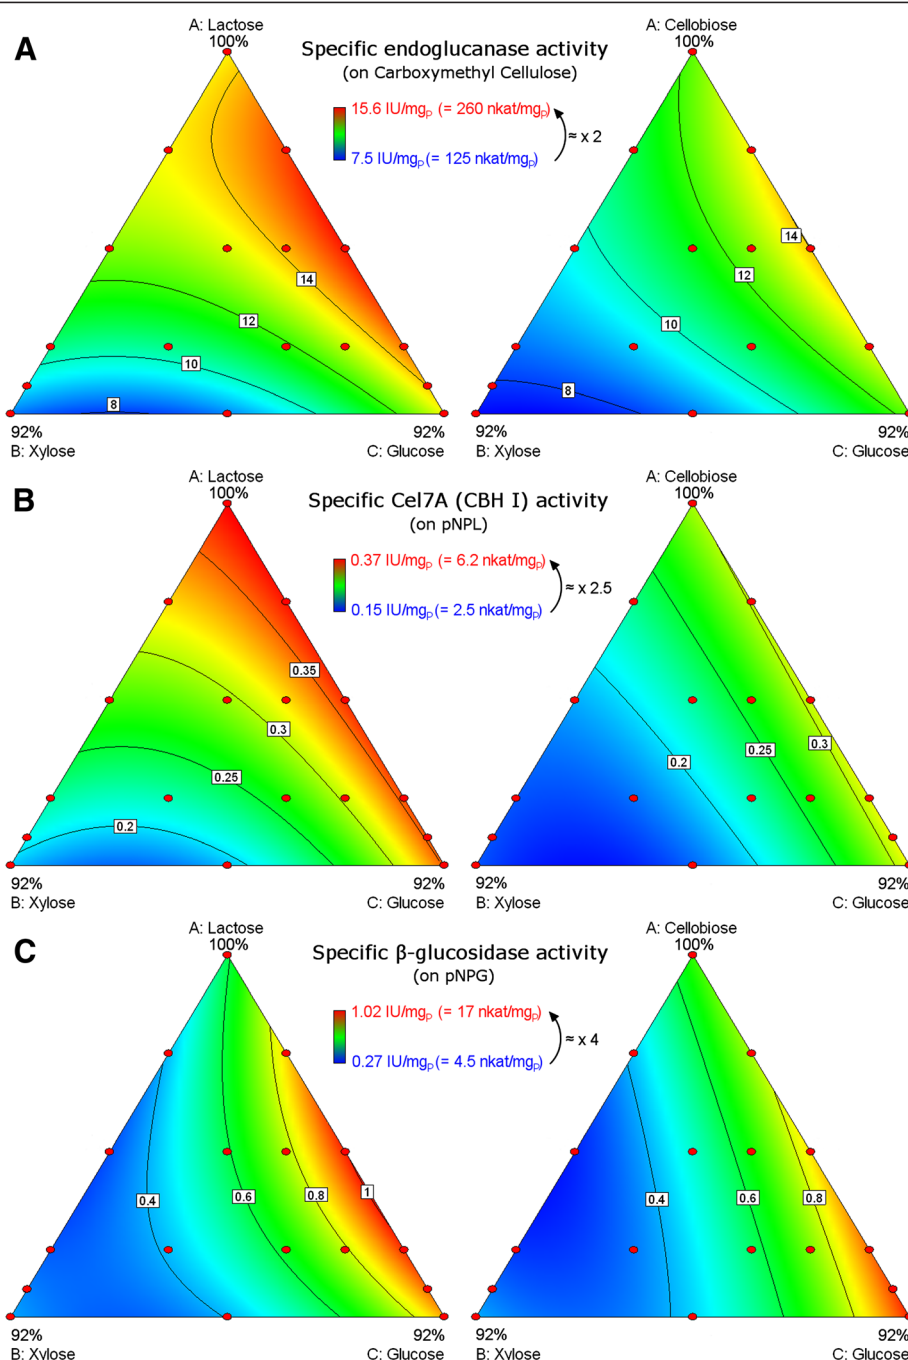 A
A: Lactose
100%
Specific endoglucanase activity
(on Carboxymethyl Cellulose)
15.6 IU/mgp (= 260 nkat/mgp)
7.5 IU/mgp (= 125 nkat/mgp)
≈ x 2
A: Cellobiose
100%
14
12
10
8
14
12
10
8
92%
92%
B: Xylose
C: Glucose
92%
92%
B: Xylose
C: Glucose
B
A: Lactose
100%
Specific Cel7A (CBH I) activity
(on pNPL)
0.37 IU/mgp (= 6.2 nkat/mgp)
0.15 IU/mgp (= 2.5 nkat/mgp)
≈ x 2.5
A: Cellobiose
100%
0.35
0.3
0.25
0.2
0.3
0.25
0.2
92%
92%
B: Xylose
C: Glucose
92%
92%
B: Xylose
C: Glucose
C
A: Lactose
100%
Specific β-glucosidase activity
(on pNPG)
1.02 IU/mgp (= 17 nkat/mgp)
0.27 IU/mgp (= 4.5 nkat/mgp)
≈ x 4
A: Cellobiose
100%
0.4
0.6
0.8
1
0.4
0.6
0.8
92%
92%
B: Xylose
C: Glucose
92%
92%
B: Xylose
C: Glucose